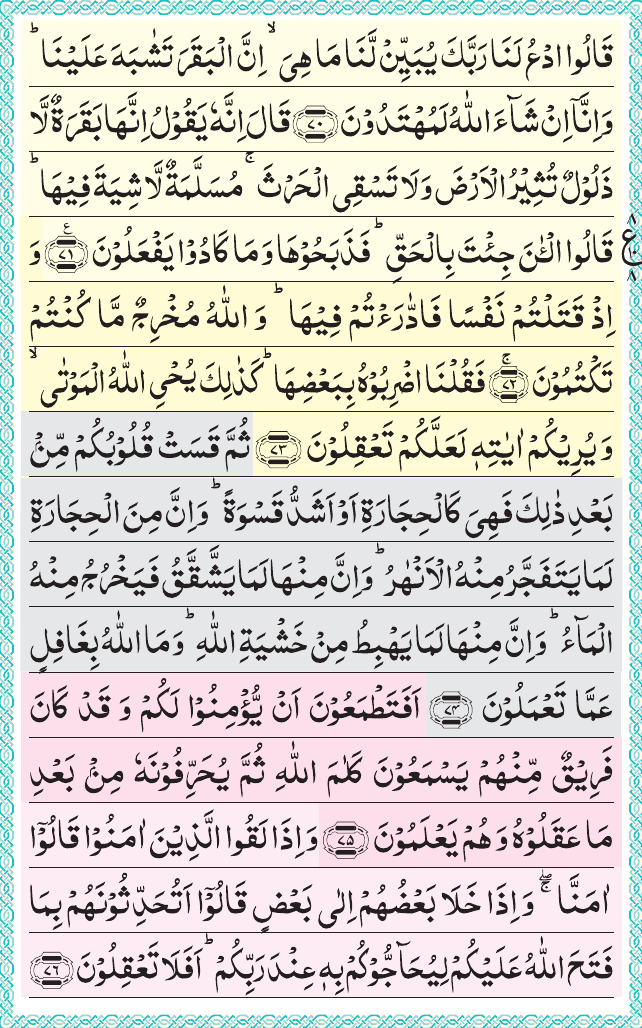 قَالُوا ادْعُ لَنَا رَبَّكَ يُبَيِّنْ لَّنَا مَا هِىَ ۙ اِنَّ الْبَقَرَ تَشٰبَهَ عَلَيْنَا ؕ
وَاِنَّاۤ اِنْ شَآءَ اللّٰهُ لَمُهْتَدُوْنَ ﴿۷۰﴾ قَالَ اِنَّهٗ يَقُوْلُ اِنَّهَا بَقَرَةٌ لَّا
ذَلُوْلٌ تُثِيْرُ الْاَرْضَ وَلَا تَسْقِى الْحَرْثَ ۚ مُسَلَّمَةٌ لَّا شِيَةَ فِيْهَا ؕ
قَالُوا الْـٰٔنَ جِئْتَ بِالْحَقِّ ؕ فَذَبَحُوْهَا وَمَا كَادُوْا يَفْعَلُوْنَ ﴿۷۱﴾ وَ
اِذْ قَتَلْتُمْ نَفْسًا فَادّٰرَءْتُمْ فِيْهَا ؕ وَاللّٰهُ مُخْرِجٌ مَّا كُنْتُمْ
تَكْتُمُوْنَ ۚ ﴿۷۲﴾ فَقُلْنَا اضْرِبُوْهُ بِبَعْضِهَا ؕ كَذٰلِكَ يُحْىِ اللّٰهُ الْمَوْتٰى ۙ
وَيُرِيْكُمْ اٰيٰتِهٖ لَعَلَّكُمْ تَعْقِلُوْنَ ﴿۷۳﴾ ثُمَّ قَسَتْ قُلُوْبُكُمْ مِّنْۢ
بَعْدِ ذٰلِكَ فَهِىَ كَالْحِجَارَةِ اَوْ اَشَدُّ قَسْوَةً ؕ وَاِنَّ مِنَ الْحِجَارَةِ
لَمَا يَتَفَجَّرُ مِنْهُ الْاَنْهٰرُ ؕ وَاِنَّ مِنْهَا لَمَا يَشَّقَّقُ فَيَخْرُجُ مِنْهُ
الْمَآءُ ؕ وَاِنَّ مِنْهَا لَمَا يَهْبِطُ مِنْ خَشْيَةِ اللّٰهِ ؕ وَمَا اللّٰهُ بِغَافِلٍ
عَمَّا تَعْمَلُوْنَ ﴿۷۴﴾ اَفَتَطْمَعُوْنَ اَنْ يُّؤْمِنُوْا لَكُمْ وَقَدْ كَانَ
فَرِيْقٌ مِّنْهُمْ يَسْمَعُوْنَ كَلٰمَ اللّٰهِ ثُمَّ يُحَرِّفُوْنَهٗ مِنْۢ بَعْدِ
مَا عَقَلُوْهُ وَهُمْ يَعْلَمُوْنَ ﴿۷۵﴾ وَاِذَا لَقُوا الَّذِيْنَ اٰمَنُوْا قَالُوْۤا
اٰمَنَّا ۖۚ وَاِذَا خَلَا بَعْضُهُمْ اِلٰى بَعْضٍ قَالُوْۤا اَتُحَدِّثُوْنَهُمْ بِمَا
فَتَحَ اللّٰهُ عَلَيْكُمْ لِيُحَآجُّوْكُمْ بِهٖ عِنْدَ رَبِّكُمْ ؕ اَفَلَا تَعْقِلُوْنَ ﴿۷۶﴾